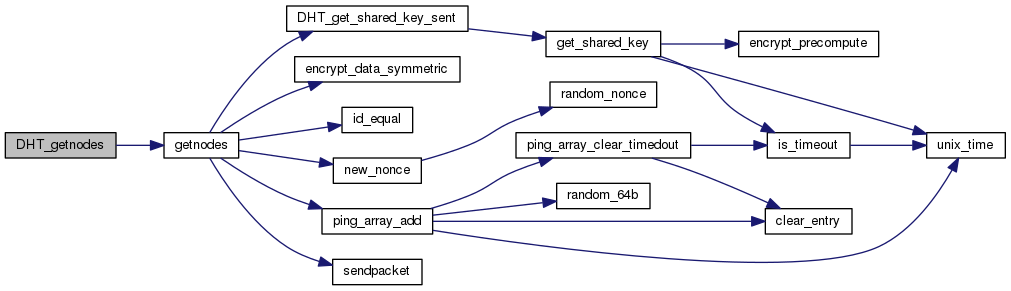 DHT_getnodes
getnodes
DHT_get_shared_key_sent
encrypt_data_symmetric
id_equal
new_nonce
ping_array_add
sendpacket
get_shared_key
random_nonce
ping_array_clear_timedout
random_64b
encrypt_precompute
is_timeout
clear_entry
unix_time